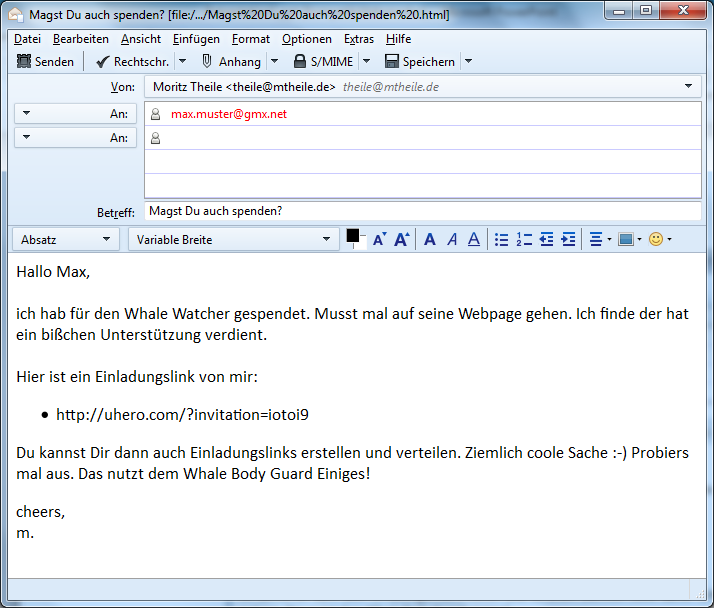 Magst Du auch spenden? [file:/.../Magst%20Du%20auch%20spenden%20.html]
Datei Bearbeiten Ansicht Einfügen Format Optionen Extras Hilfe
Senden Rechtschr. Anhang S/MIME Speichern
Von: Moritz Theile <theile@mtheile.de> theile@mtheile.de
An: max.muster@gmx.net
An:
Betreff: Magst Du auch spenden?
Absatz Variable Breite
Hallo Max,
ich hab für den Whale Watcher gespendet. Musst mal auf seine Webpage gehen. Ich finde der hat
ein bißchen Unterstützung verdient.
Hier ist ein Einladungslink von mir:
• http://uhero.com/?invitation=iotoi9
Du kannst Dir dann auch Einladungslinks erstellen und verteilen. Ziemlich coole Sache :-) Probiers
mal aus. Das nutzt dem Whale Body Guard Einiges!
cheers,
m.